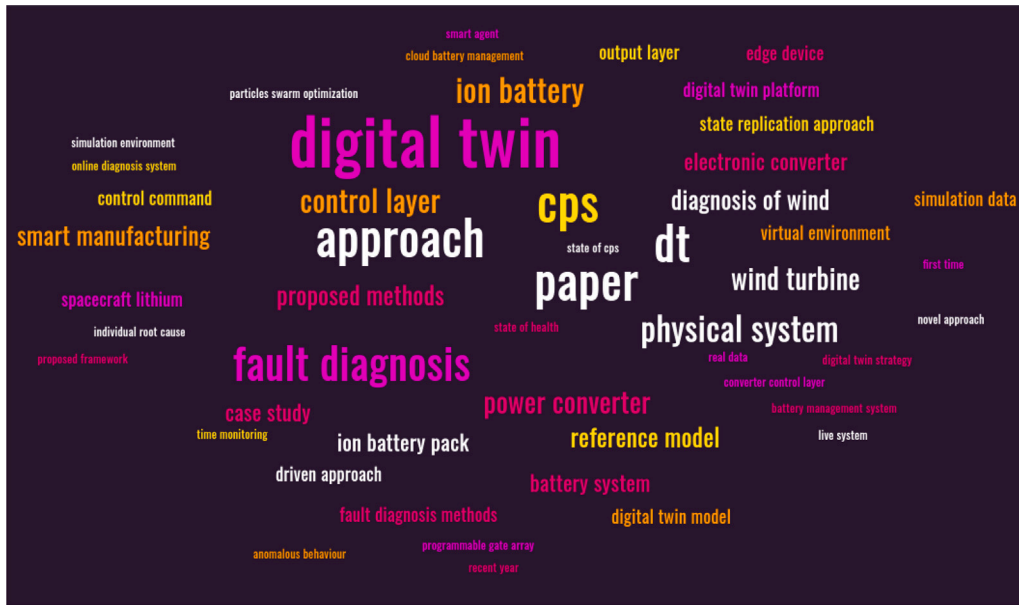 smart agent
cloud battery management
output layer
edge device
particles swarm optimization
ion battery
digital twin platform
digital twin
state replication approach
simulation environment
online diagnosis system
electronic converter
control command
control layer
cps
diagnosis of wind
simulation data
smart manufacturing
approach
state of cps
dt
virtual environment
first time
spacecraft lithium
proposed methods
paper
wind turbine
individual root cause
state of health
physical system
novel approach
proposed framework
fault diagnosis
real data
digital twin strategy
converter control layer
case study
power converter
battery management system
time monitoring
ion battery pack
reference model
live system
driven approach
battery system
fault diagnosis methods
digital twin model
anomalous behaviour
programmable gate array
recent year